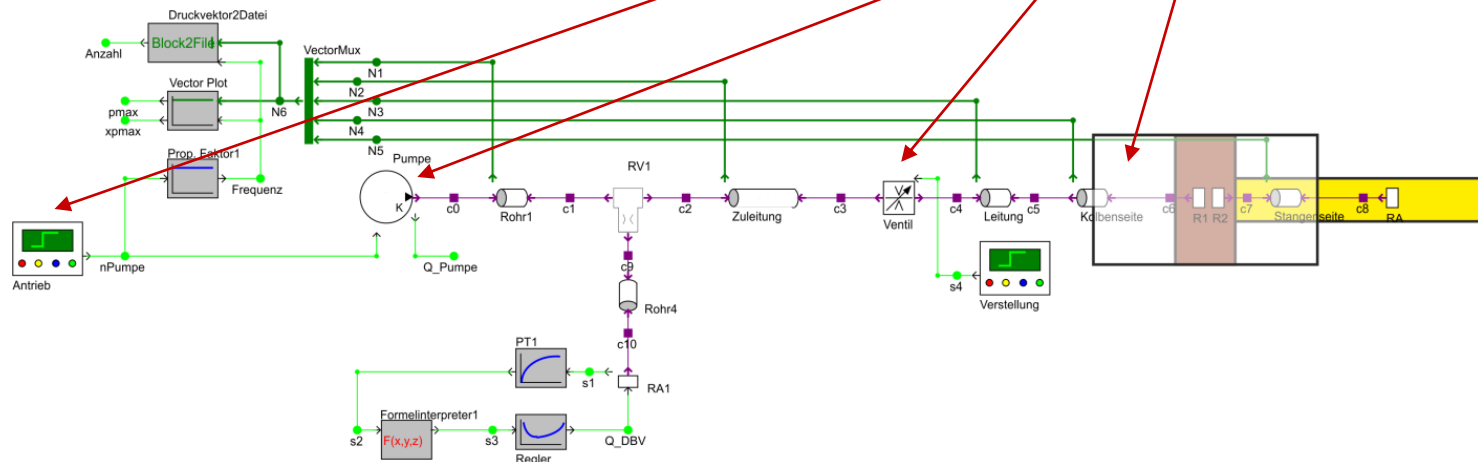 Druckvektor2Datei
Block2File
Anzahl
VectorMux
N1
Vector Plot
N2
pmax
N6
N3
xpmax
N4
N5
Prop. Faktor1
Pumpe
RV1
Frequenz
K
c0
Rohr1
c1
c2
Zuleitung
c3
Ventil
c4
Leitung
c5
Kolbenseite
c6
R1
R2
c7
Stangenseite
c8
RA
nPumpe
Q_Pumpe
c9
s4
Antrieb
Verstellung
Rohr4
c10
PT1
s1
RA1
Formelinterpreter1
F(x,y,z)
s2
s3
Q_DBV
Regler